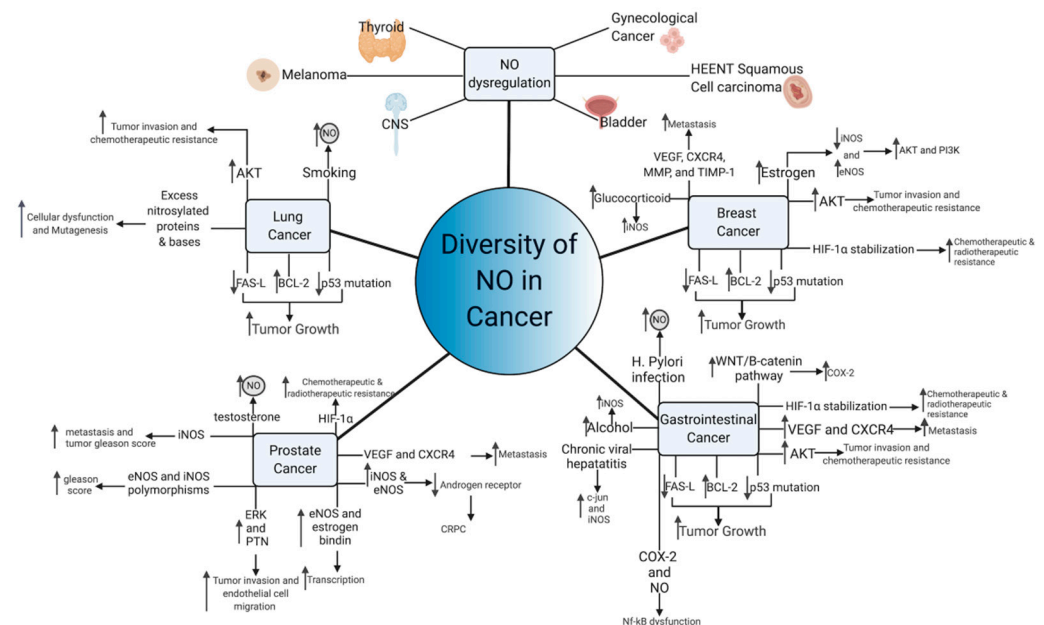 Thyroid
Gynecological
Cancer
Melanoma
NO
dysregulation
HEENT Squamous
Cell carcinoma
CNS
Bladder
Diversity of
NO in
Cancer
Tumor invasion and
chemotherapeutic resistance
NO
AKT
Smoking
Excess
nitrosylated
proteins
& bases
Cellular dysfunction
and Mutagenesis
Lung
Cancer
FAS-L
BCL-2
p53 mutation
Tumor Growth
Metastasis
VEGF, CXCR4,
MMP, and TIMP-1
Glucocorticoid
iNOS
Estrogen
iNOS
and
eNOS
AKT and PI3K
Breast
Cancer
AKT
Tumor invasion and
chemotherapeutic resistance
HIF-1α stabilization
Chemotherapeutic &
radiotherapeutic
resistance
FAS-L
BCL-2
p53 mutation
Tumor Growth
NO
testosterone
Chemotherapeutic &
radiotherapeutic resistance
HIF-1α
metastasis and
tumor gleason score
iNOS
Prostate
Cancer
VEGF and CXCR4
Metastasis
gleason
score
eNOS and iNOS
polymorphisms
iNOS &
eNOS
Androgen receptor
CRPC
ERK
and
PTN
Tumor invasion and
endothelial cell
migration
eNOS and
estrogen
bindin
Transcription
NO
H. Pylori
infection
WNT/B-catenin
pathway
COX-2
iNOS
Alcohol
Gastrointestinal
Cancer
HIF-1α stabilization
Chemotherapeutic &
radiotherapeutic
resistance
VEGF and CXCR4
Metastasis
AKT
Tumor invasion
and chemotherapeutic
resistance
Chronic viral
hepatatitis
c-jun
and
iNOS
FAS-L
BCL-2
p53 mutation
Tumor Growth
COX-2
and
NO
Nf-kB dysfunction